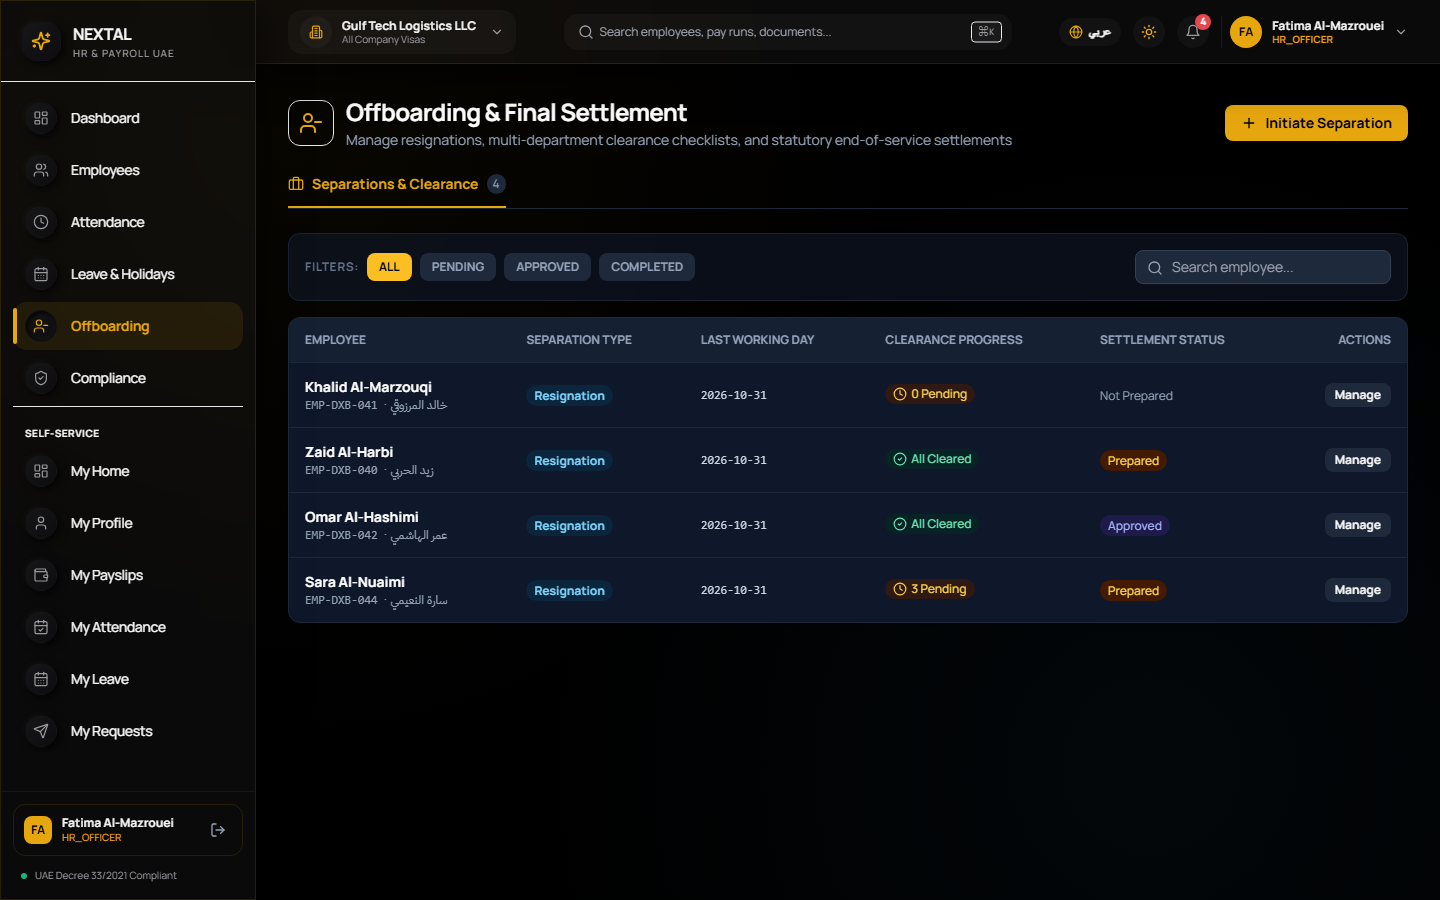 NEXTAL
HR & PAYROLL UAE
Gulf Tech Logistics LLC
All Company Visas
Search employees, pay runs, documents...
⌘K
عربي
4
FA
Fatima Al-Mazrouei
HR_OFFICER
Dashboard
Employees
Attendance
Leave & Holidays
Offboarding
Compliance
SELF-SERVICE
My Home
My Profile
My Payslips
My Attendance
My Leave
My Requests
FA
Fatima Al-Mazrouei
HR_OFFICER
UAE Decree 33/2021 Compliant
Offboarding & Final Settlement
Manage resignations, multi-department clearance checklists, and statutory end-of-service settlements
Initiate Separation
Separations & Clearance 4
FILTERS: ALL PENDING APPROVED COMPLETED
Search employee...
EMPLOYEE SEPARATION TYPE LAST WORKING DAY CLEARANCE PROGRESS SETTLEMENT STATUS ACTIONS
Khalid Al-Marzouqi
EMP-DXB-041 · خالد المرزوقي
Resignation 2026-10-31 0 Pending Not Prepared Manage
Zaid Al-Harbi
EMP-DXB-040 · زيد الحربي
Resignation 2026-10-31 All Cleared Prepared Manage
Omar Al-Hashimi
EMP-DXB-042 · عمر الهاشمي
Resignation 2026-10-31 All Cleared Approved Manage
Sara Al-Nuaimi
EMP-DXB-044 · سارة النعيمي
Resignation 2026-10-31 3 Pending Prepared Manage